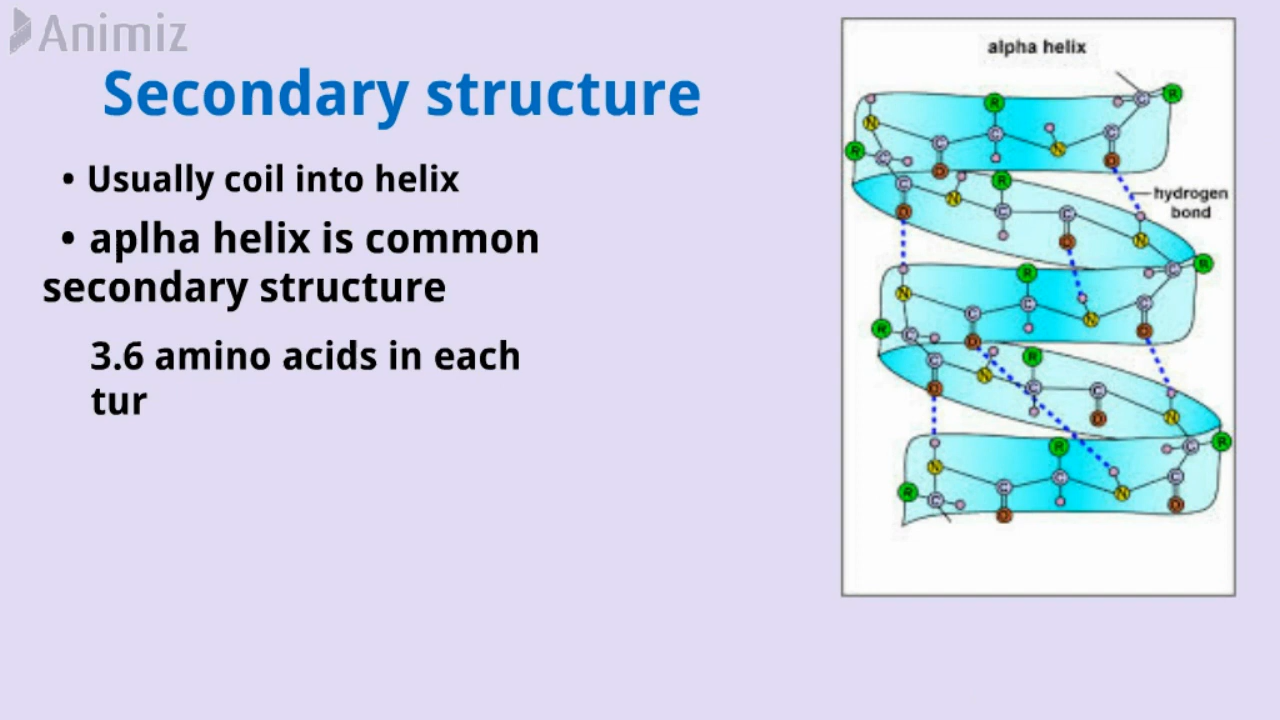 Animiz
Secondary structure
• Usually coil into helix
• aplha helix is common
secondary structure
3.6 amino acids in each
tur
alpha helix
hydrogen
bond
R
C
R
N
C
C
N
C
R
C
O
O
C
N
R
C
C
O
O
N
C
R
N
R
C
C
N
C
R
C
O
O
C
N
R
C
C
O
O
N
C
R
N
R
C
C
N
C
R
C
O
O